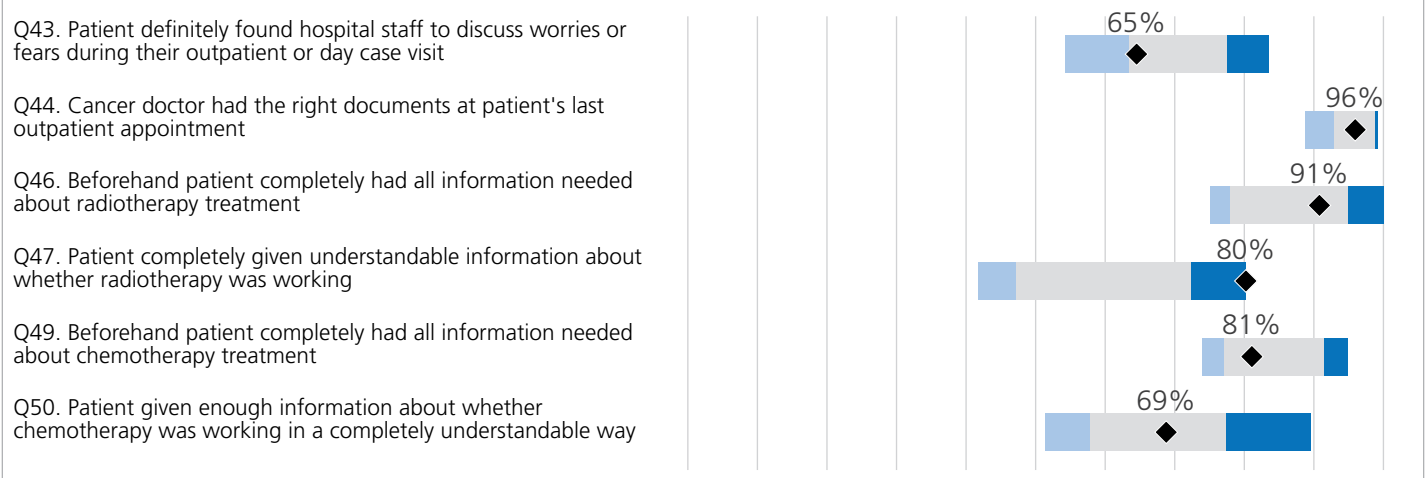 Q43. Patient definitely found hospital staff to discuss worries or
fears during their outpatient or day case visit
65%
Q44. Cancer doctor had the right documents at patient's last
outpatient appointment
96%
Q46. Beforehand patient completely had all information needed
about radiotherapy treatment
91%
Q47. Patient completely given understandable information about
whether radiotherapy was working
80%
Q49. Beforehand patient completely had all information needed
about chemotherapy treatment
81%
Q50. Patient given enough information about whether
chemotherapy was working in a completely understandable way
69%